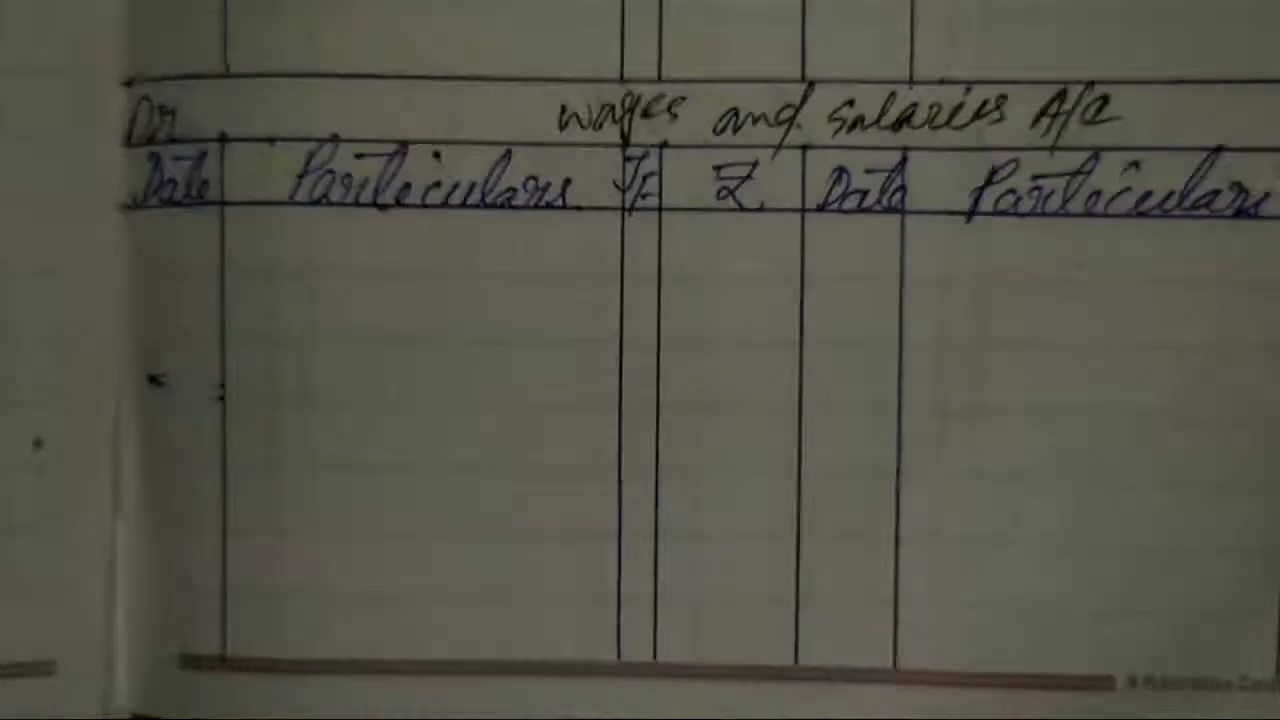 Dr wages and salaries A/c
Date Particulars J.F. ₹ Date Particulars